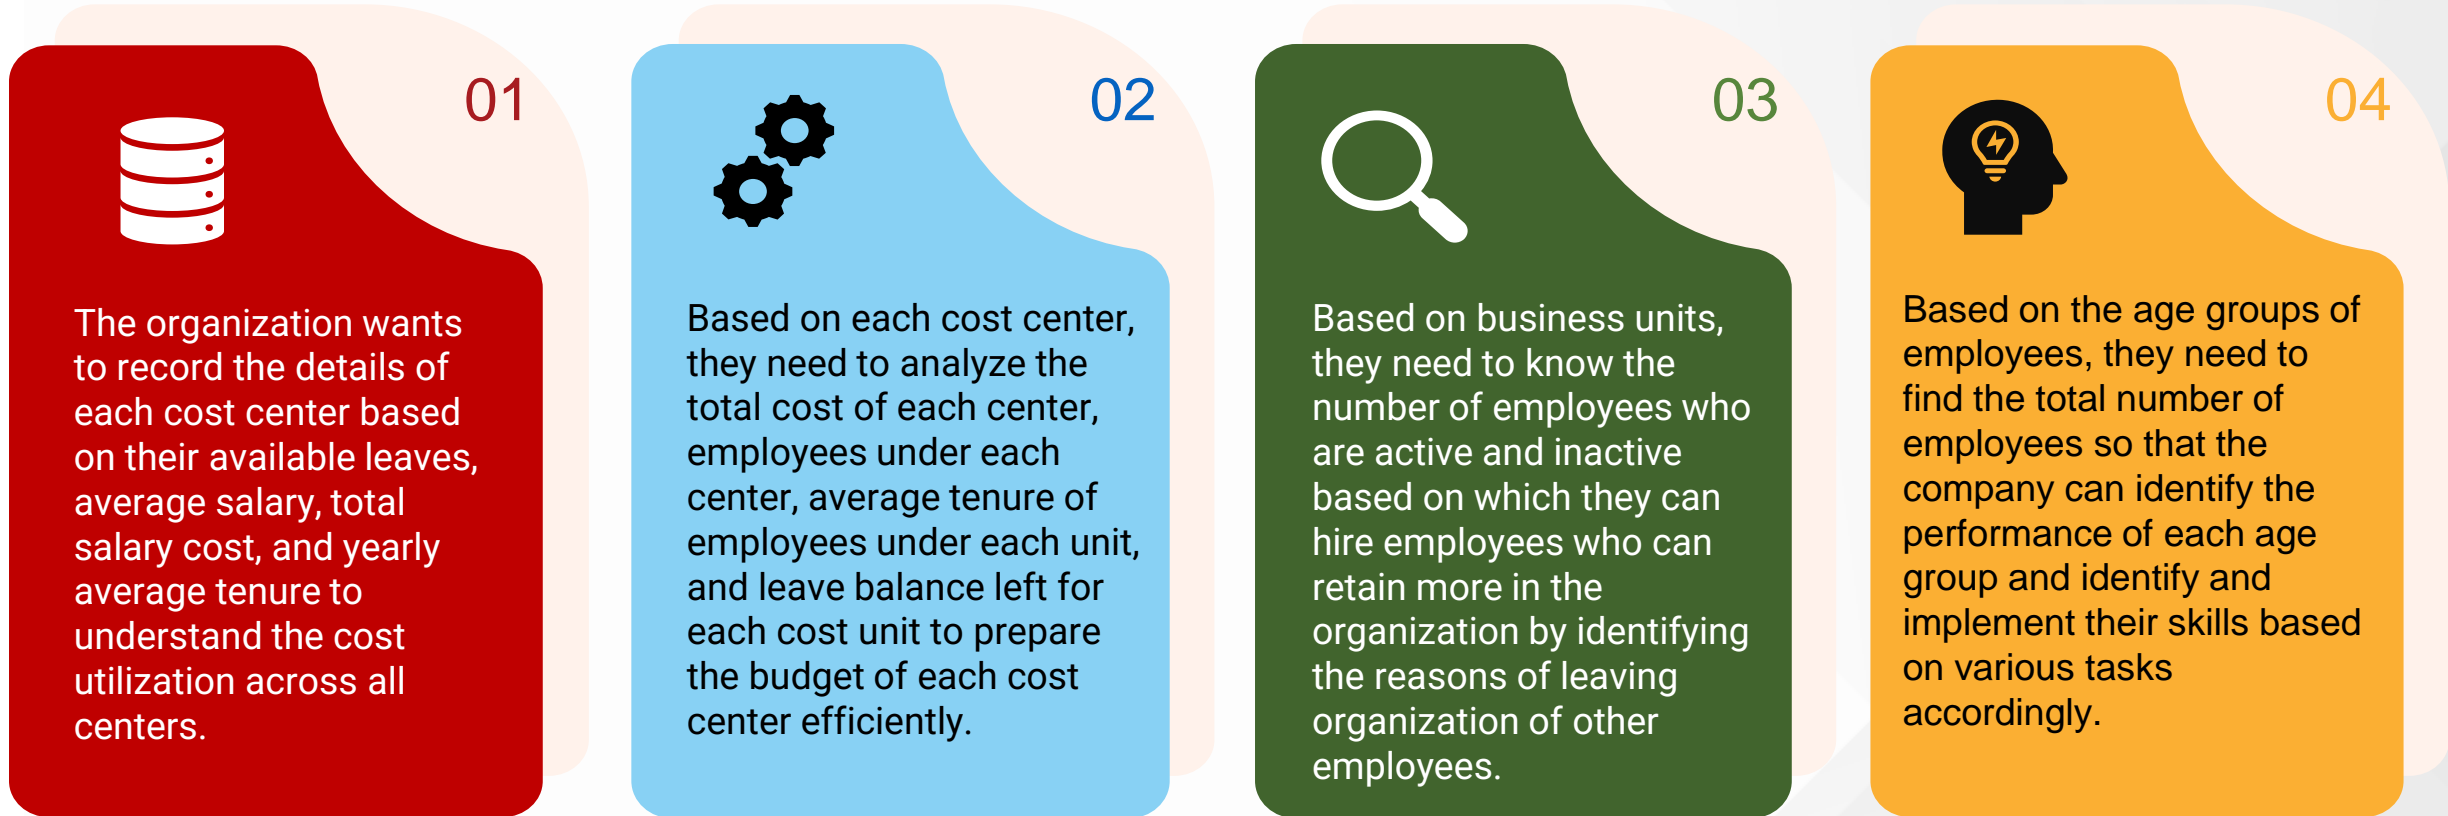 01
The organization wants
to record the details of
each cost center based
on their available leaves,
average salary, total
salary cost, and yearly
average tenure to
understand the cost
utilization across all
centers.
02
Based on each cost center,
they need to analyze the
total cost of each center,
employees under each
center, average tenure of
employees under each unit,
and leave balance left for
each cost unit to prepare
the budget of each cost
center efficiently.
03
Based on business units,
they need to know the
number of employees who
are active and inactive
based on which they can
hire employees who can
retain more in the
organization by identifying
the reasons of leaving
organization of other
employees.
04
Based on the age groups of
employees, they need to
find the total number of
employees so that the
company can identify the
performance of each age
group and identify and
implement their skills based
on various tasks
accordingly.